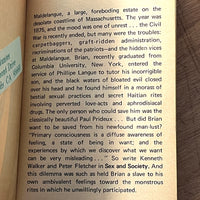 Maldelangue, a large, foreboding estate on the
desolate coastline of Massachusetts. The year was
1875, and the mood was one of unrest . . . the Civil
War is recently ended, but many were the troubles:
carpetbaggers, graft-ridden administration,
recriminations of the patriots-and the hidden vices
at Maldelangue. Brian, recently graduated from
Columbia University, New York, entered the
service of Phillipe Langue to tutor his incorrigible
son, and the black waters of bloated evil closed
over his head and he found himself in a morass of
bestial sexual practices and secret Haitian rites
involving perverted love-acts and aphrodisiacal
drugs. The only person who could save him was the
classically beautiful Paul Prideux . . . But did Brian
want to be saved from his newfound man-lust?
"Primary consciousness is a diffuse awareness of
feeling, a state of being in want; and the
experiences by which we discover what we want
can be very misleading . . ." So write Kenneth
Walker and Peter Fletcher in Sex and Society. And
this dilemma was such as held Brian a slave to his
own ambivalent feelings toward the monstrous
rites in which he unwillingly participated.